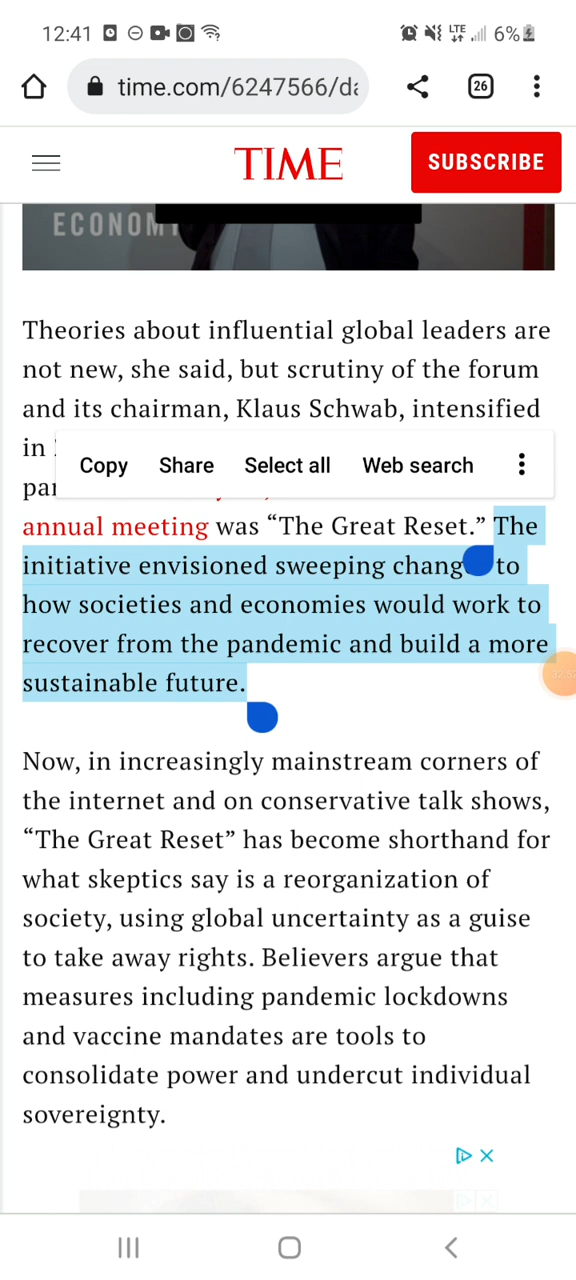 12:41 LTE 6%
time.com/6247566/da 26
TIME SUBSCRIBE
ECONOM
Theories about influential global leaders are
not new, she said, but scrutiny of the forum
and its chairman, Klaus Schwab, intensified
in
Copy Share Select all Web search
annual meeting was “The Great Reset.” The
initiative envisioned sweeping chang to
how societies and economies would work to
recover from the pandemic and build a more
sustainable future.
Now, in increasingly mainstream corners of
the internet and on conservative talk shows,
“The Great Reset” has become shorthand for
what skeptics say is a reorganization of
society, using global uncertainty as a guise
to take away rights. Believers argue that
measures including pandemic lockdowns
and vaccine mandates are tools to
consolidate power and undercut individual
sovereignty.